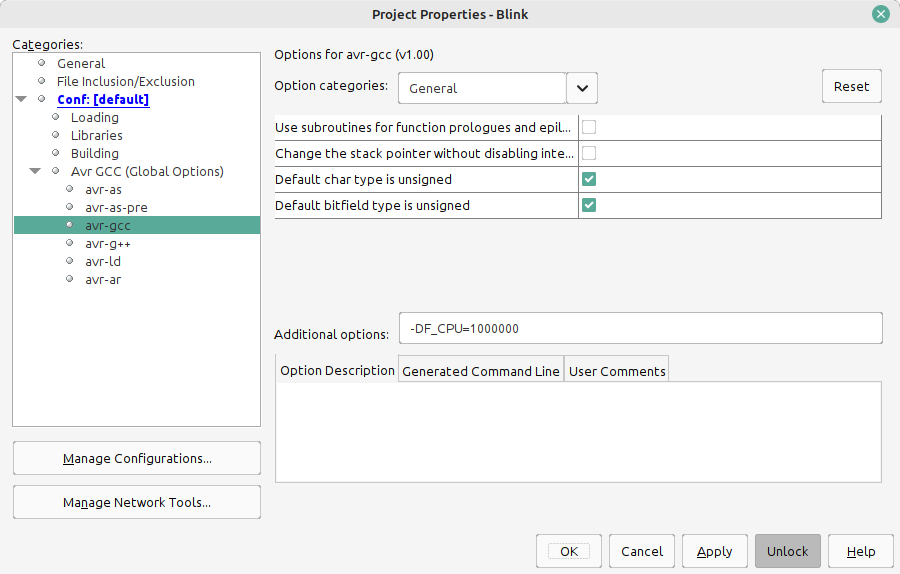 Project Properties - Blink
Categories:
General
File Inclusion/Exclusion
Conf: [default]
Loading
Libraries
Building
Avr GCC (Global Options)
avr-as
avr-as-pre
avr-gcc
avr-g++
avr-ld
avr-ar
Manage Configurations...
Manage Network Tools...
Options for avr-gcc (v1.00)
Option categories: General Reset
Use subroutines for function prologues and epil...
Change the stack pointer without disabling inte...
Default char type is unsigned
Default bitfield type is unsigned
Additional options: -DF_CPU=1000000
Option Description Generated Command Line User Comments
OK Cancel Apply Unlock Help